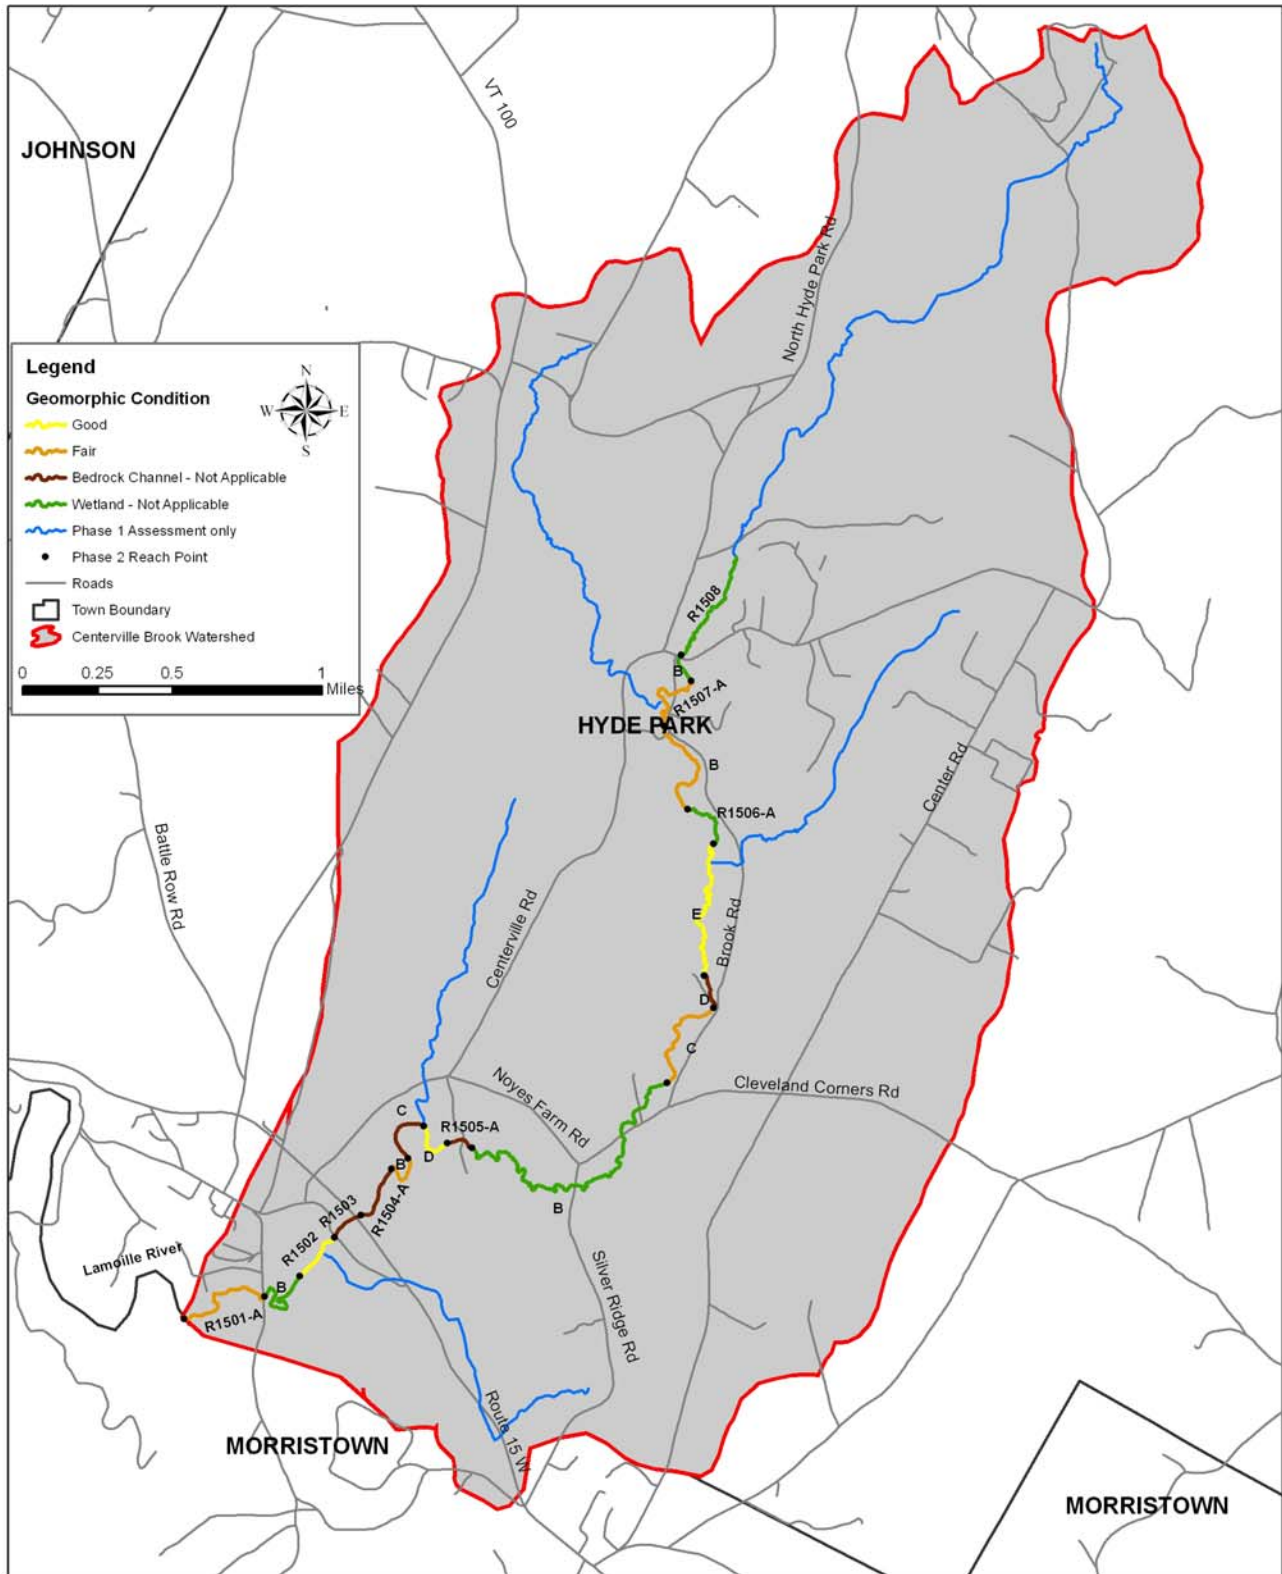 VT 100
JOHNSON
North Hyde Park Rd
Legend
Geomorphic Condition
N
W E
S
Good
Fair
Bedrock Channel - Not Applicable
Wetland - Not Applicable
Phase 1 Assessment only
Phase 2 Reach Point
Roads
Town Boundary
Centerville Brook Watershed
0 0.25 0.5 1
Miles
R1508
B
R1507-A
HYDE PARK
B
R1506-A
Center Rd
Battle Row Rd
Centerville Rd
E
Brook Rd
D
C
Cleveland Corners Rd
Noyes Farm Rd
C
R1505-A
D
B
R1504-A
B
R1503
R1502
Lamoille River
B
R1501-A
Silver Ridge Rd
Route 15 W
MORRISTOWN
MORRISTOWN